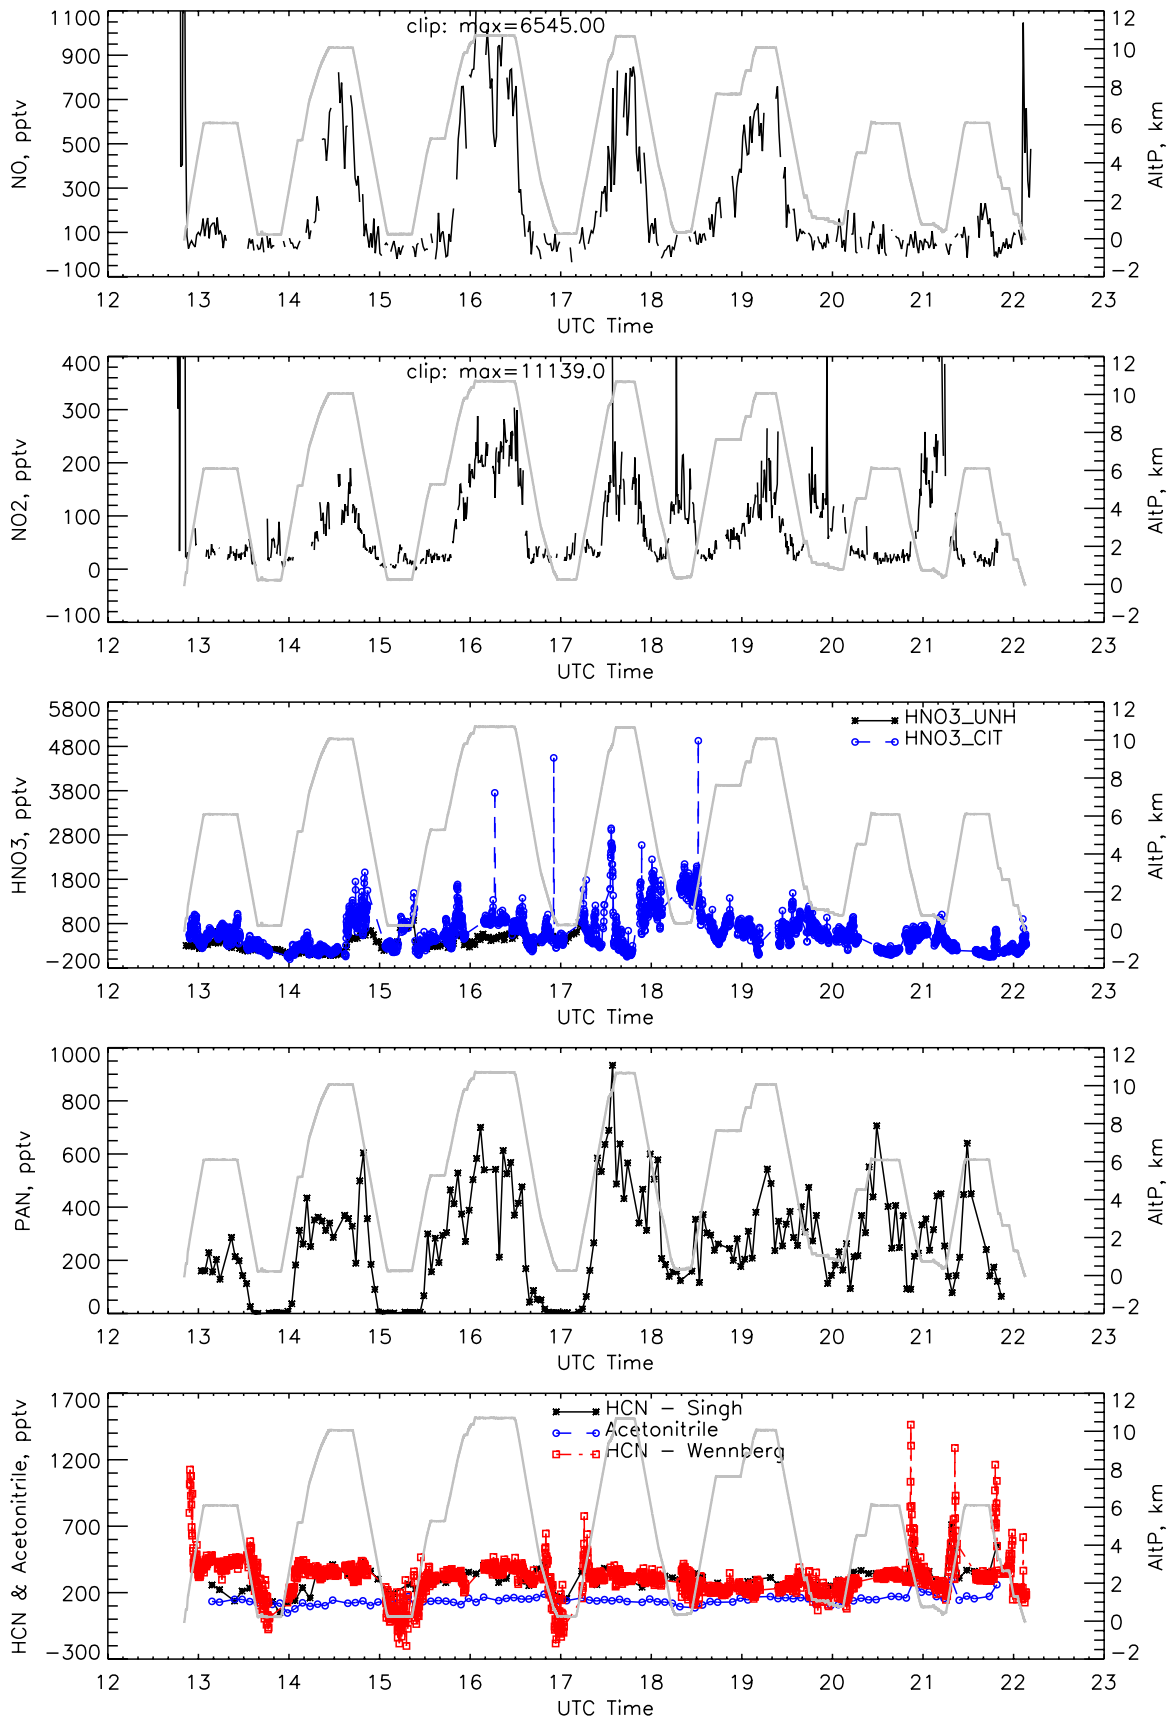 clip: max=6545.00
NO, pptv
1100
900
700
500
300
100
−100
12
10
8
6
4
2
0
−2
AltP, km
12 13 14 15 16 17 18 19 20 21 22 23
UTC Time
clip: max=11139.0
NO2, pptv
400
300
200
100
0
−100
12
10
8
6
4
2
0
−2
AltP, km
12 13 14 15 16 17 18 19 20 21 22 23
UTC Time
HNO3_UNH
HNO3_CIT
HNO3, pptv
5800
4800
3800
2800
1800
800
−200
12
10
8
6
4
2
0
−2
AltP, km
12 13 14 15 16 17 18 19 20 21 22 23
UTC Time
PAN, pptv
1000
800
600
400
200
0
12
10
8
6
4
2
0
−2
AltP, km
12 13 14 15 16 17 18 19 20 21 22 23
UTC Time
HCN − Singh
Acetonitrile
HCN − Wennberg
HCN & Acetonitrile, pptv
1700
1200
700
200
−300
12
10
8
6
4
2
0
−2
AltP, km
12 13 14 15 16 17 18 19 20 21 22 23
UTC Time